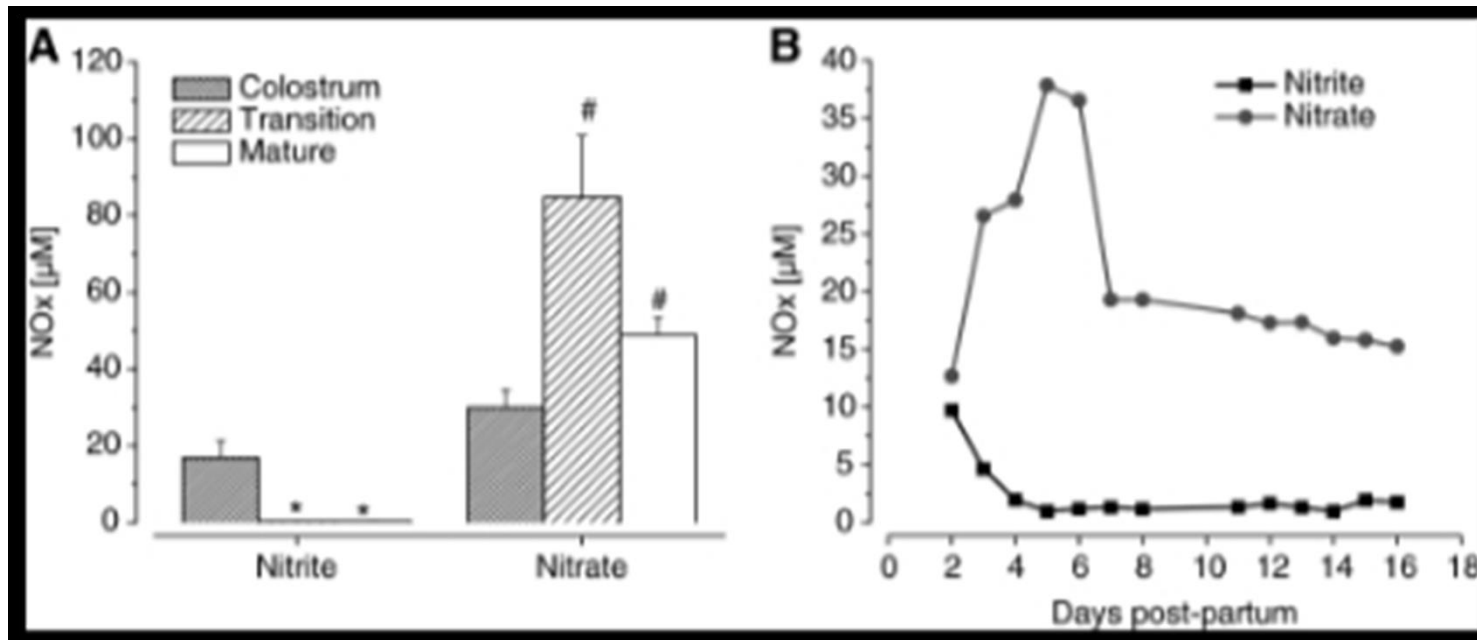 A
120
100
80
60
40
20
0
NOx [µM]
Colostrum
Transition
Mature
*
*
#
#
Nitrite
Nitrate
B
40
35
30
25
20
15
10
5
0
NOx [µM]
Nitrite
Nitrate
0 2 4 6 8 10 12 14 16 18
Days post-partum